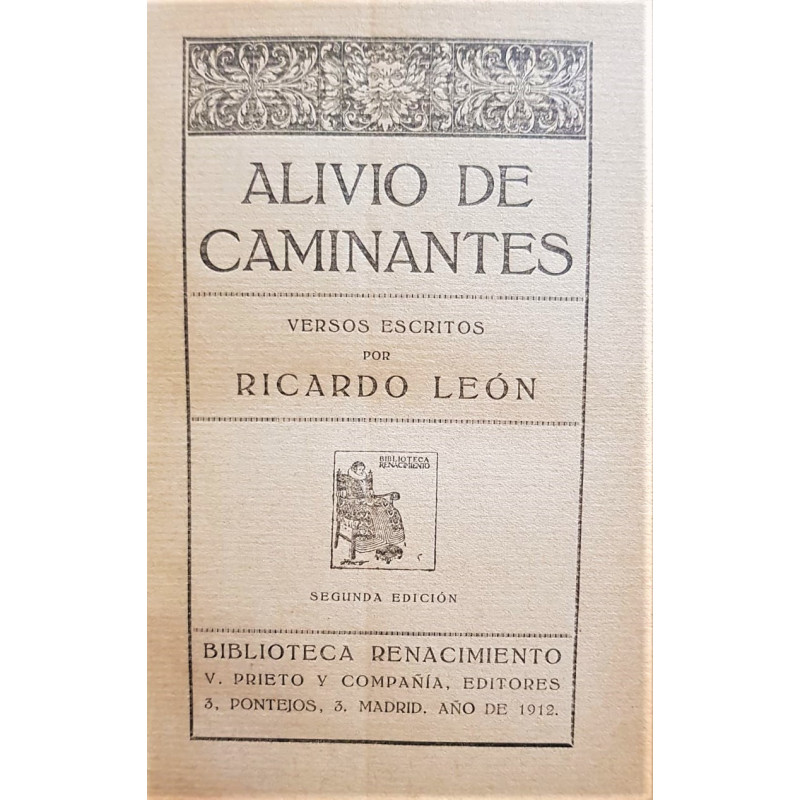 ALIVIO DE
CAMINANTES
VERSOS ESCRITOS
POR
RICARDO LEÓN
BIBLIOTECA
RENACIMIENTO
SEGUNDA EDICIÓN
BIBLIOTECA RENACIMIENTO
V. PRIETO Y COMPAÑÍA, EDITORES
3, PONTEJOS, 3. MADRID. AÑO DE 1912.